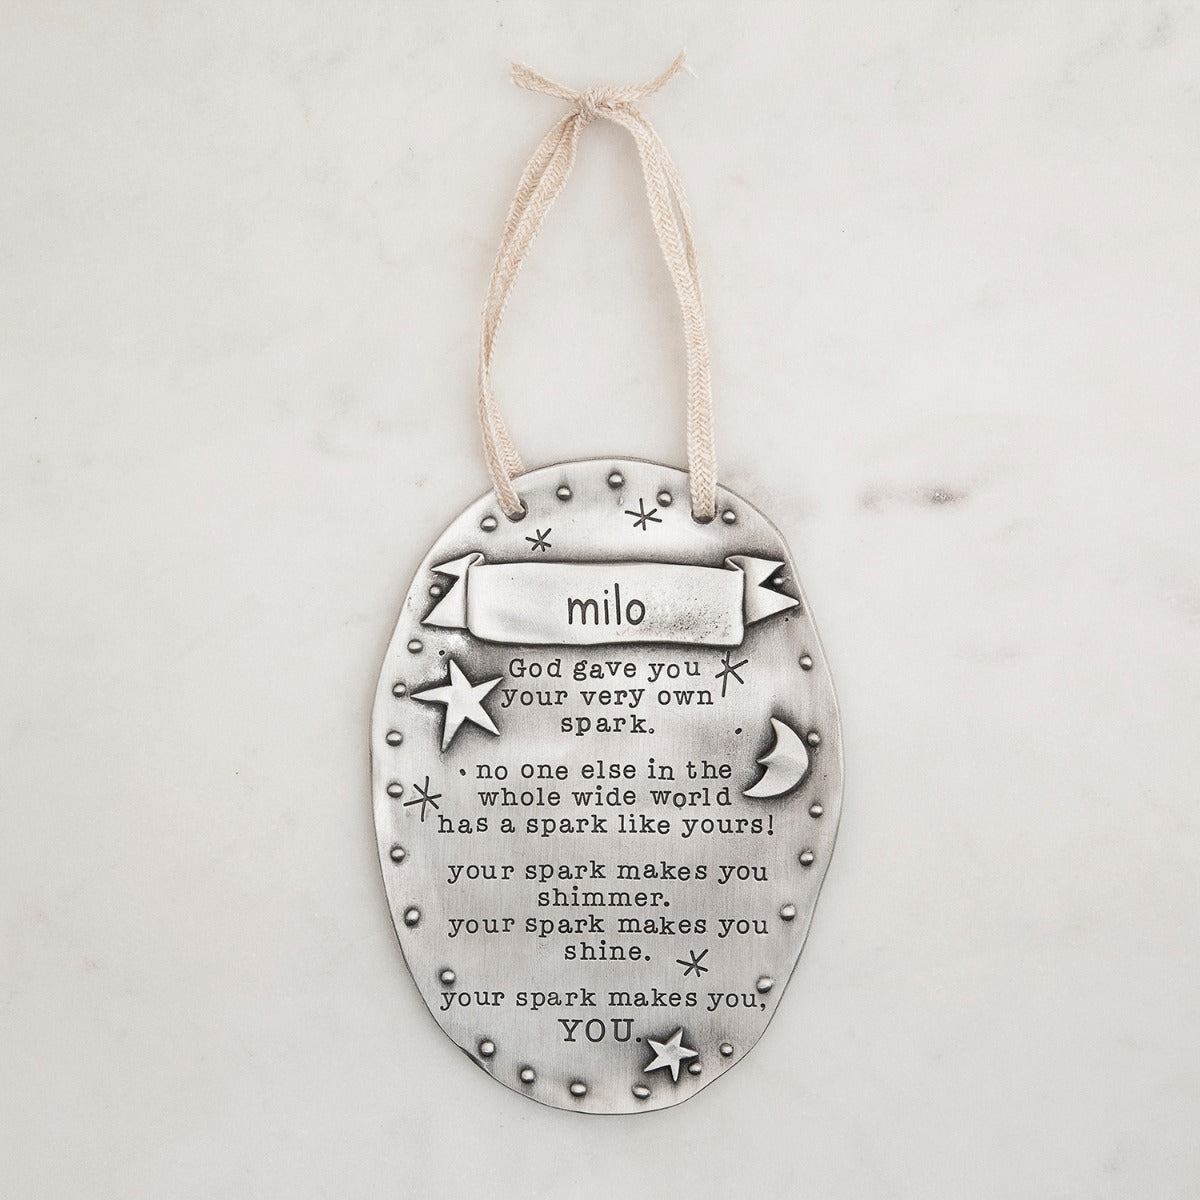 milo
God gave you
your very own
spark.
no one else in the
whole wide world
has a spark like yours!
your spark makes you
shimmer.
your spark makes you
shine.
your spark makes you,
YOU.